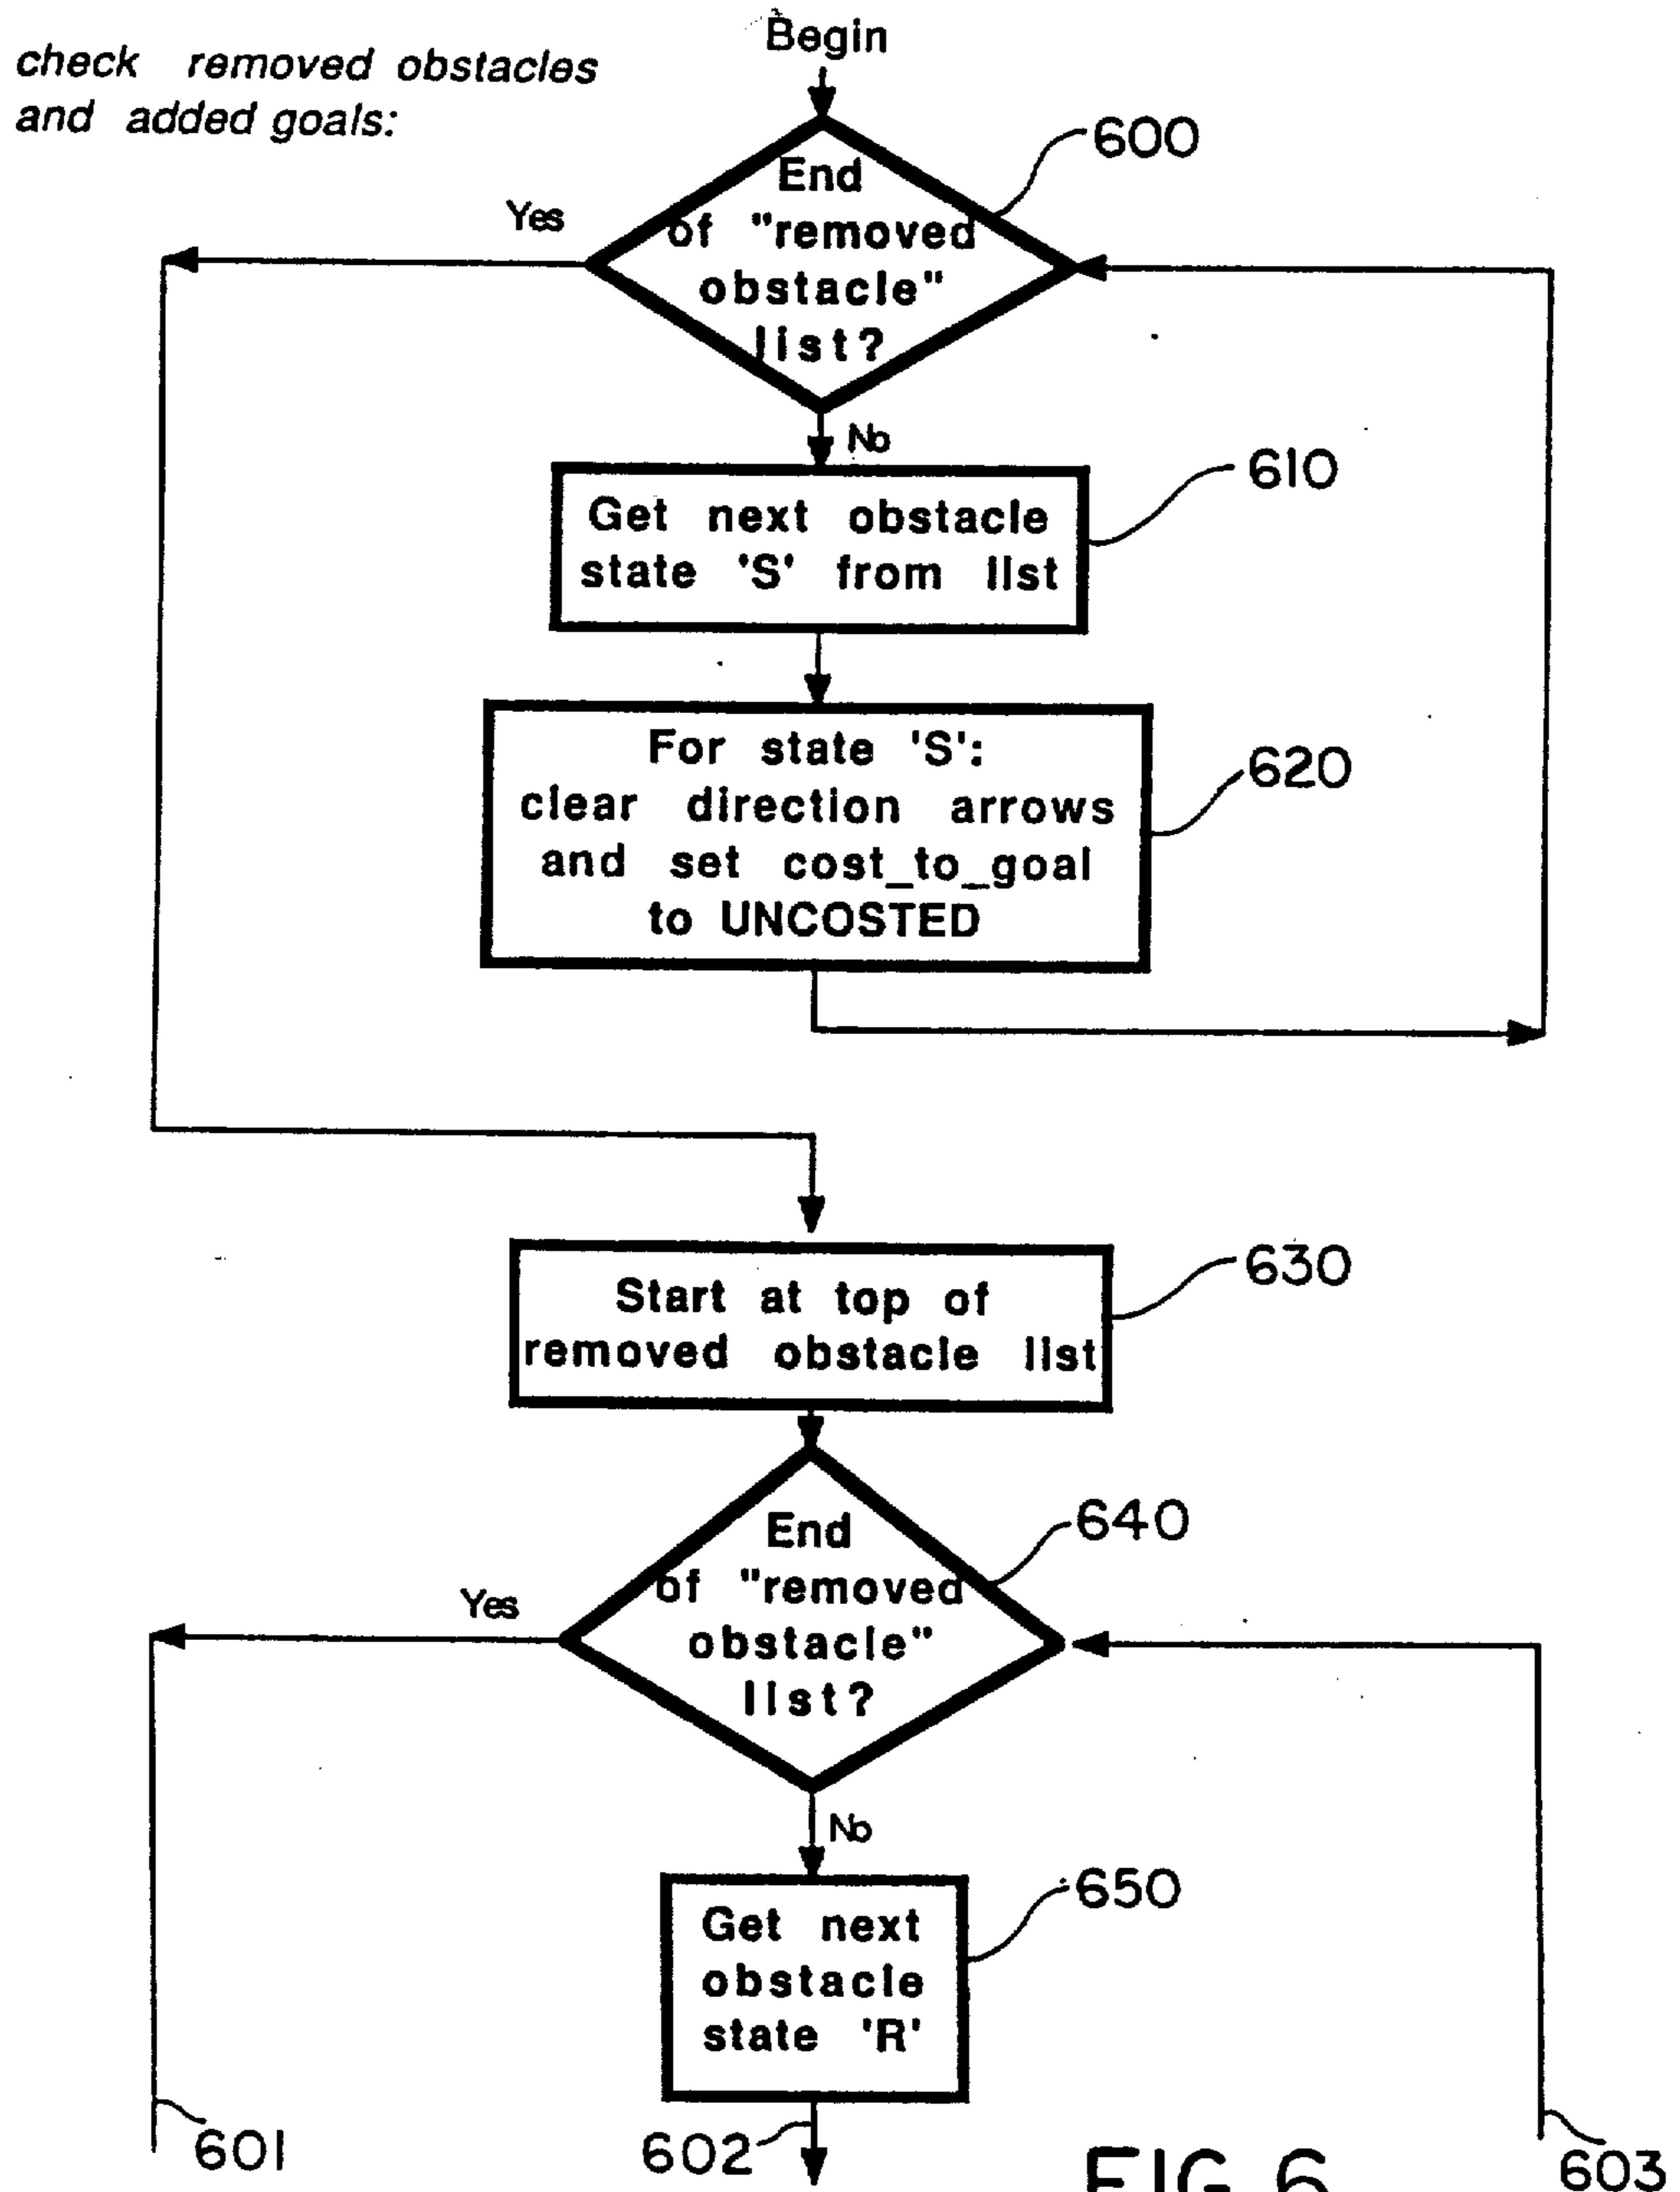 check removed obstacles
and added goals:
Begin
600
End
of "removed
obstacle"
list?
Yes
No
610
Get next obstacle
state 'S' from list
620
For state 'S':
clear direction arrows
and set cost_to_goal
to UNCOSTED
630
Start at top of
removed obstacle list
640
End
of "removed
obstacle"
list?
Yes
No
650
Get next
obstacle
state 'R'
601
602
603
FIG. 6